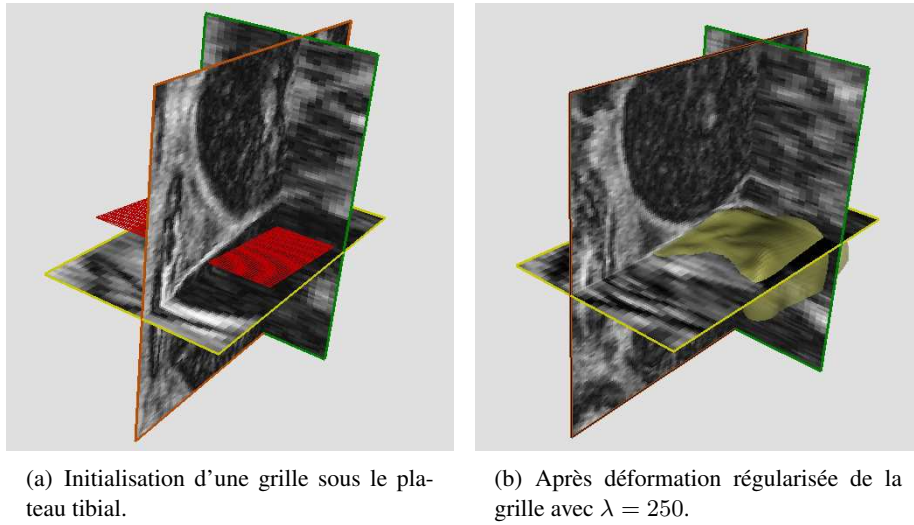 (a) Initialisation d'une grille sous le pla-
teau tibial.
(b) Après déformation régularisée de la
grille avec λ = 250.